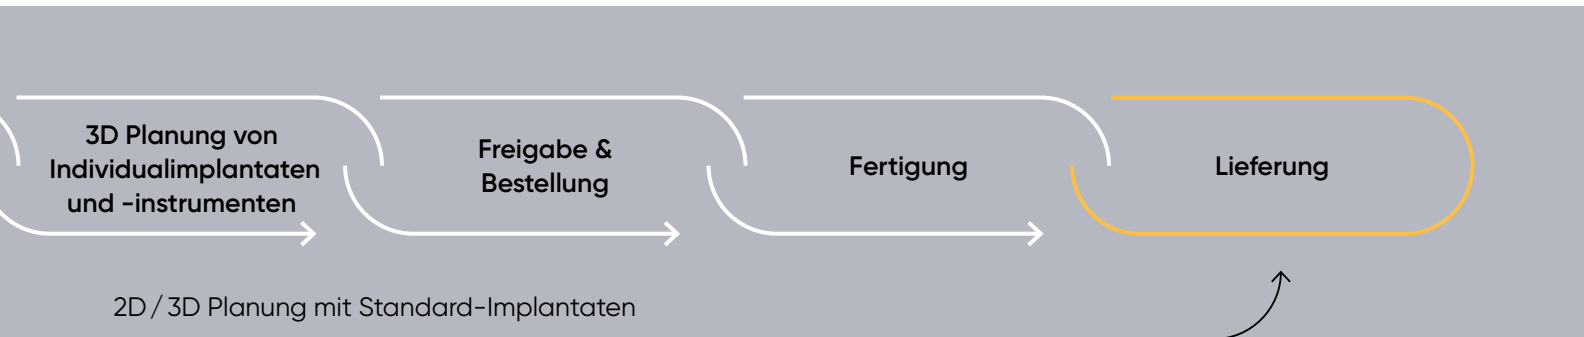 3D Planung von
Individualimplantaten
und -instrumenten
Freigabe &
Bestellung
Fertigung
Lieferung
2D / 3D Planung mit Standard-Implantaten